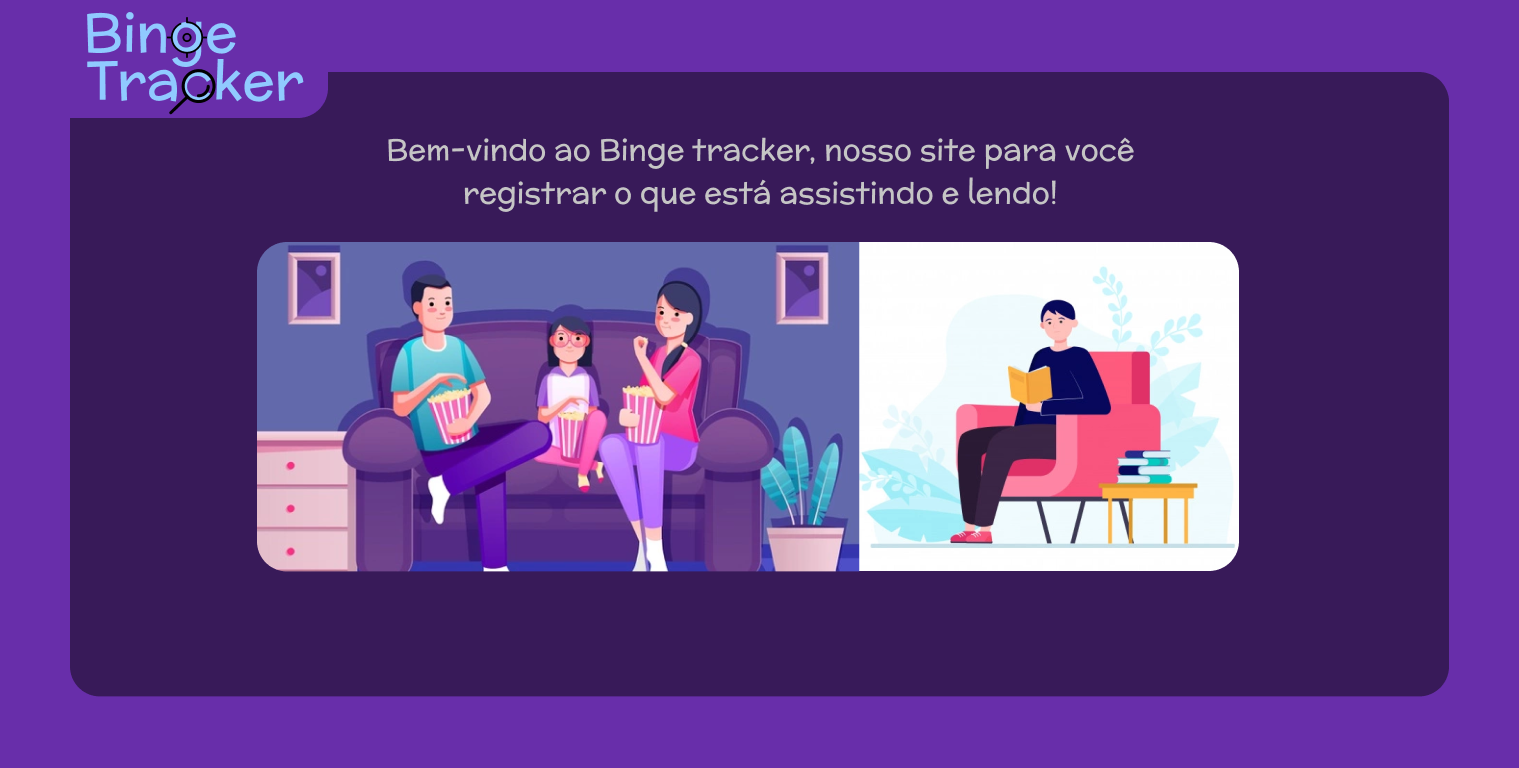 Binge
Tracker
Bem-vindo ao Binge tracker, nosso site para você
registrar o que está assistindo e lendo!